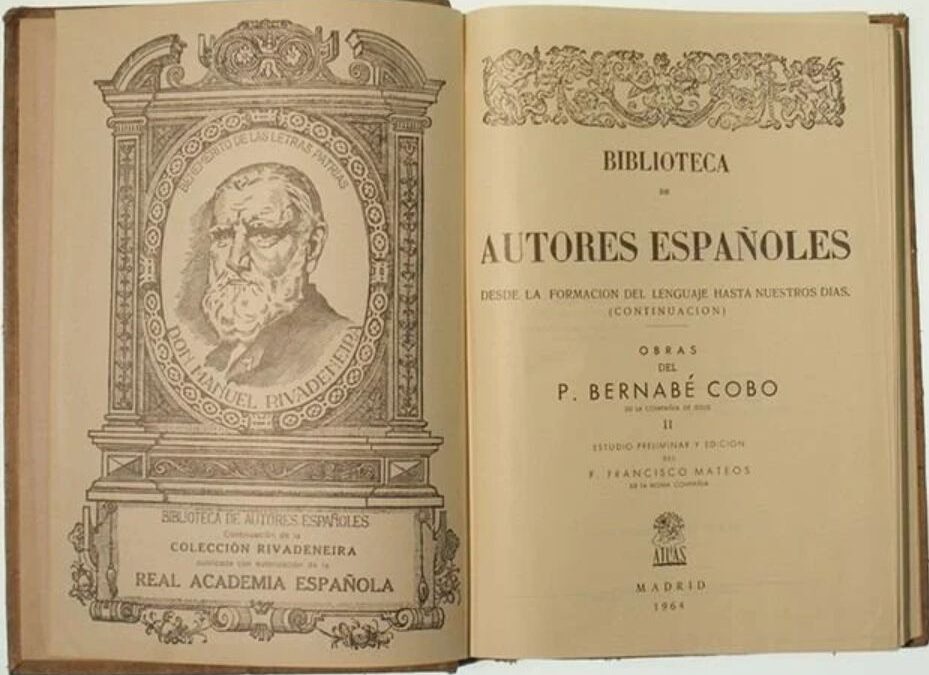 BENEMERITO DE LAS LETRAS PATRIAS
DON MANUEL RIVADENEIRA
BIBLIOTECA DE AUTORES ESPAÑOLES
Continuación de la
COLECCIÓN RIVADENEIRA
publicada con autorización de la
REAL ACADEMIA ESPAÑOLA
BIBLIOTECA
DE
AUTORES ESPAÑOLES
DESDE LA FORMACION DEL LENGUAJE HASTA NUESTROS DIAS.
(CONTINUACION)
OBRAS
DEL
P. BERNABÉ COBO
DE LA COMPAÑIA DE JESUS
II
ESTUDIO PRELIMINAR Y EDICION
DEL
P. FRANCISCO MATEOS
DE LA MISMA COMPAÑIA
ATLAS
MADRID
1964